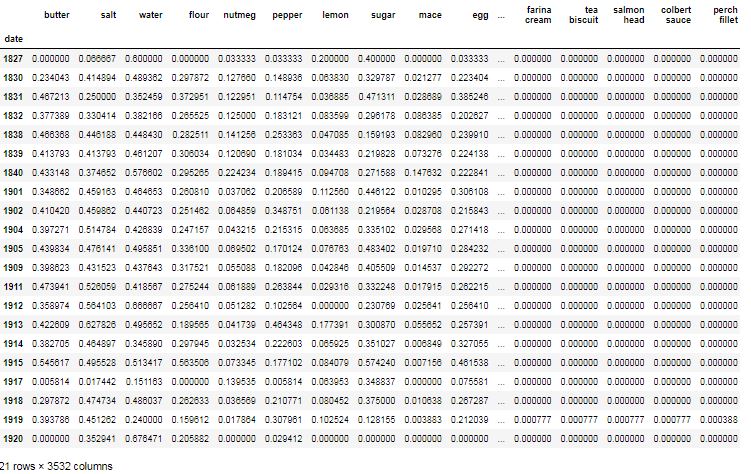 butter salt water flour nutmeg pepper lemon sugar mace egg ... farina cream tea biscuit salmon head colbert sauce perch fillet
date
1827 0.000000 0.066667 0.600000 0.000000 0.033333 0.033333 0.200000 0.400000 0.000000 0.033333 ... 0.000000 0.000000 0.000000 0.000000 0.000000
1830 0.234043 0.414894 0.489362 0.297872 0.127660 0.148936 0.063830 0.329787 0.021277 0.223404 ... 0.000000 0.000000 0.000000 0.000000 0.000000
1831 0.467213 0.250000 0.352459 0.372951 0.122951 0.114754 0.036885 0.471311 0.028689 0.385246 ... 0.000000 0.000000 0.000000 0.000000 0.000000
1832 0.377389 0.330414 0.382166 0.265525 0.125000 0.183121 0.083599 0.296178 0.086385 0.202627 ... 0.000000 0.000000 0.000000 0.000000 0.000000
1838 0.466368 0.446188 0.448430 0.282511 0.141256 0.253363 0.047085 0.159193 0.082960 0.239910 ... 0.000000 0.000000 0.000000 0.000000 0.000000
1839 0.413793 0.413793 0.461207 0.306034 0.120690 0.181034 0.034483 0.219828 0.073276 0.224138 ... 0.000000 0.000000 0.000000 0.000000 0.000000
1840 0.433148 0.374652 0.576602 0.295265 0.224234 0.189415 0.094708 0.271588 0.147632 0.222841 ... 0.000000 0.000000 0.000000 0.000000 0.000000
1901 0.348662 0.459163 0.464653 0.260810 0.037062 0.206589 0.112560 0.446122 0.010295 0.306108 ... 0.000000 0.000000 0.000000 0.000000 0.000000
1902 0.410420 0.459862 0.440723 0.251462 0.064859 0.348751 0.061138 0.219564 0.028708 0.215843 ... 0.000000 0.000000 0.000000 0.000000 0.000000
1904 0.397271 0.514784 0.426839 0.247157 0.043215 0.215315 0.063685 0.335102 0.029568 0.271418 ... 0.000000 0.000000 0.000000 0.000000 0.000000
1905 0.439834 0.476141 0.495851 0.336100 0.069502 0.170124 0.076763 0.483402 0.019710 0.284232 ... 0.000000 0.000000 0.000000 0.000000 0.000000
1909 0.398623 0.431523 0.437643 0.317521 0.055088 0.182096 0.042846 0.405509 0.014537 0.292272 ... 0.000000 0.000000 0.000000 0.000000 0.000000
1911 0.473941 0.526059 0.418567 0.275244 0.061889 0.263844 0.029316 0.332248 0.017915 0.262215 ... 0.000000 0.000000 0.000000 0.000000 0.000000
1912 0.358974 0.564103 0.666667 0.256410 0.051282 0.102564 0.000000 0.230769 0.025641 0.256410 ... 0.000000 0.000000 0.000000 0.000000 0.000000
1913 0.422609 0.627826 0.495652 0.189565 0.041739 0.464348 0.177391 0.300870 0.055652 0.257391 ... 0.000000 0.000000 0.000000 0.000000 0.000000
1914 0.382705 0.464897 0.345890 0.297945 0.032534 0.222603 0.065925 0.351027 0.006849 0.327055 ... 0.000000 0.000000 0.000000 0.000000 0.000000
1915 0.545617 0.495528 0.513417 0.563506 0.073345 0.177102 0.084079 0.574240 0.007156 0.461538 ... 0.000000 0.000000 0.000000 0.000000 0.000000
1917 0.005814 0.017442 0.151163 0.000000 0.139535 0.005814 0.063953 0.348837 0.000000 0.075581 ... 0.000000 0.000000 0.000000 0.000000 0.000000
1918 0.297872 0.474734 0.486037 0.262633 0.036569 0.210771 0.080452 0.375000 0.010638 0.267287 ... 0.000000 0.000000 0.000000 0.000000 0.000000
1919 0.393786 0.451262 0.240000 0.159612 0.017864 0.307961 0.102524 0.128155 0.003883 0.212039 ... 0.000777 0.000777 0.000777 0.000777 0.000388
1920 0.000000 0.352941 0.676471 0.205882 0.000000 0.029412 0.000000 0.000000 0.000000 0.000000 ... 0.000000 0.000000 0.000000 0.000000 0.000000
21 rows × 3532 columns